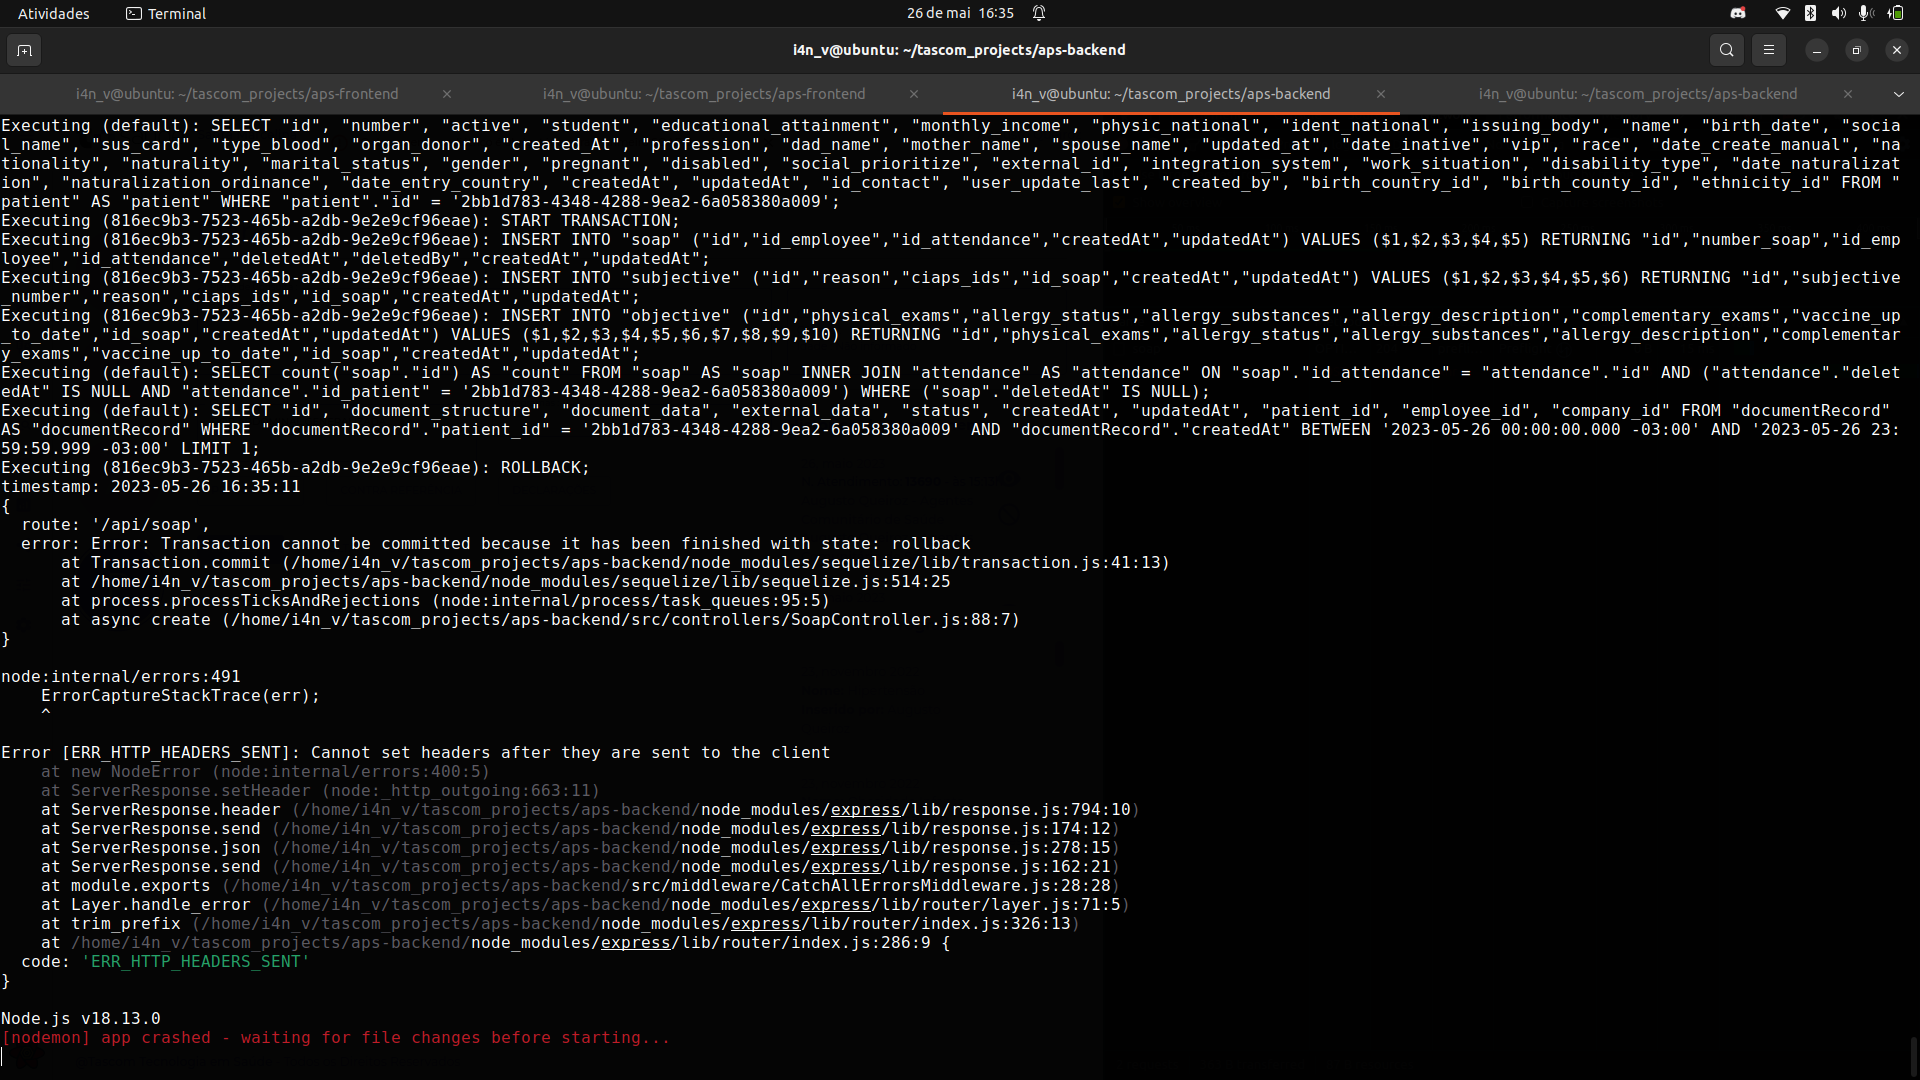 Atividades
Terminal
26 de mai 16:35
i4n_v@ubuntu: ~/tascom_projects/aps-backend
i4n_v@ubuntu: ~/tascom_projects/aps-frontend
i4n_v@ubuntu: ~/tascom_projects/aps-frontend
i4n_v@ubuntu: ~/tascom_projects/aps-backend
i4n_v@ubuntu: ~/tascom_projects/aps-backend
Executing (default): SELECT "id", "number", "active", "student", "educational_attainment", "monthly_income", "physic_national", "ident_national", "issuing_body", "name", "birth_date", "socia
l_name", "sus_card", "type_blood", "organ_donor", "created_At", "profession", "dad_name", "mother_name", "spouse_name", "updated_at", "date_inative", "vip", "race", "date_create_manual", "na
tionality", "naturality", "marital_status", "gender", "pregnant", "disabled", "social_prioritize", "external_id", "integration_system", "work_situation", "disability_type", "date_naturalizat
ion", "naturalization_ordinance", "date_entry_country", "createdAt", "updatedAt", "id_contact", "user_update_last", "created_by", "birth_country_id", "birth_county_id", "ethnicity_id" FROM "
patient" AS "patient" WHERE "patient"."id" = '2bb1d783-4348-4288-9ea2-6a058380a009';
Executing (816ec9b3-7523-465b-a2db-9e2e9cf96eae): START TRANSACTION;
Executing (816ec9b3-7523-465b-a2db-9e2e9cf96eae): INSERT INTO "soap" ("id","id_employee","id_attendance","createdAt","updatedAt") VALUES ($1,$2,$3,$4,$5) RETURNING "id","number_soap","id_emp
loyee","id_attendance","deletedAt","deletedBy","createdAt","updatedAt";
Executing (816ec9b3-7523-465b-a2db-9e2e9cf96eae): INSERT INTO "subjective" ("id","reason","ciaps_ids","id_soap","createdAt","updatedAt") VALUES ($1,$2,$3,$4,$5,$6) RETURNING "id","subjective
_number","reason","ciaps_ids","id_soap","createdAt","updatedAt";
Executing (816ec9b3-7523-465b-a2db-9e2e9cf96eae): INSERT INTO "objective" ("id","physical_exams","allergy_status","allergy_substances","allergy_description","complementary_exams","vaccine_up
_to_date","id_soap","createdAt","updatedAt") VALUES ($1,$2,$3,$4,$5,$6,$7,$8,$9,$10) RETURNING "id","physical_exams","allergy_status","allergy_substances","allergy_description","complementar
y_exams","vaccine_up_to_date","id_soap","createdAt","updatedAt";
Executing (default): SELECT count("soap"."id") AS "count" FROM "soap" AS "soap" INNER JOIN "attendance" AS "attendance" ON "soap"."id_attendance" = "attendance"."id" AND ("attendance"."delet
edAt" IS NULL AND "attendance"."id_patient" = '2bb1d783-4348-4288-9ea2-6a058380a009') WHERE ("soap"."deletedAt" IS NULL);
Executing (default): SELECT "id", "document_structure", "document_data", "external_data", "status", "createdAt", "updatedAt", "patient_id", "employee_id", "company_id" FROM "documentRecord"
AS "documentRecord" WHERE "documentRecord"."patient_id" = '2bb1d783-4348-4288-9ea2-6a058380a009' AND "documentRecord"."createdAt" BETWEEN '2023-05-26 00:00:00.000 -03:00' AND '2023-05-26 23:
59:59.999 -03:00' LIMIT 1;
Executing (816ec9b3-7523-465b-a2db-9e2e9cf96eae): ROLLBACK;
timestamp: 2023-05-26 16:35:11
{
  route: '/api/soap',
  error: Error: Transaction cannot be committed because it has been finished with state: rollback
      at Transaction.commit (/home/i4n_v/tascom_projects/aps-backend/node_modules/sequelize/lib/transaction.js:41:13)
      at /home/i4n_v/tascom_projects/aps-backend/node_modules/sequelize/lib/sequelize.js:514:25
      at process.processTicksAndRejections (node:internal/process/task_queues:95:5)
      at async create (/home/i4n_v/tascom_projects/aps-backend/src/controllers/SoapController.js:88:7)
}
node:internal/errors:491
    ErrorCaptureStackTrace(err);
    ^
Error [ERR_HTTP_HEADERS_SENT]: Cannot set headers after they are sent to the client
    at new NodeError (node:internal/errors:400:5)
    at ServerResponse.setHeader (node:_http_outgoing:663:11)
    at ServerResponse.header (/home/i4n_v/tascom_projects/aps-backend/node_modules/express/lib/response.js:794:10)
    at ServerResponse.send (/home/i4n_v/tascom_projects/aps-backend/node_modules/express/lib/response.js:174:12)
    at ServerResponse.json (/home/i4n_v/tascom_projects/aps-backend/node_modules/express/lib/response.js:278:15)
    at ServerResponse.send (/home/i4n_v/tascom_projects/aps-backend/node_modules/express/lib/response.js:162:21)
    at module.exports (/home/i4n_v/tascom_projects/aps-backend/src/middleware/CatchAllErrorsMiddleware.js:28:28)
    at Layer.handle_error (/home/i4n_v/tascom_projects/aps-backend/node_modules/express/lib/router/layer.js:71:5)
    at trim_prefix (/home/i4n_v/tascom_projects/aps-backend/node_modules/express/lib/router/index.js:326:13)
    at /home/i4n_v/tascom_projects/aps-backend/node_modules/express/lib/router/index.js:286:9 {
  code: 'ERR_HTTP_HEADERS_SENT'
}
Node.js v18.13.0
[nodemon] app crashed - waiting for file changes before starting...